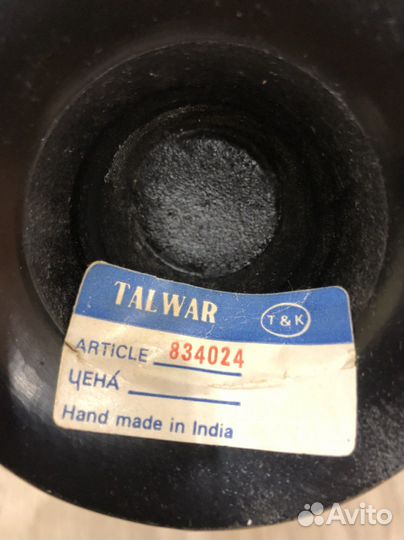 TALWAR T & K
ARTICLE 834024
ЦЕНА́
Hand made in India
Avito